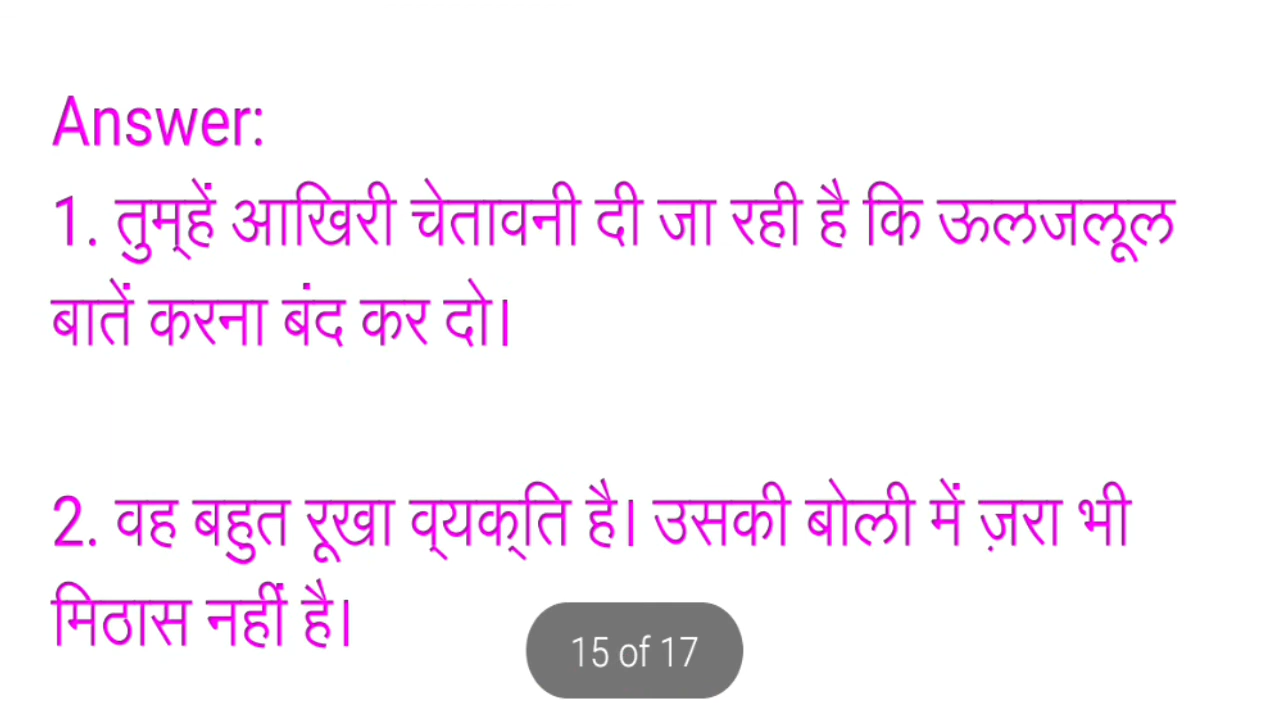 Answer:
1. तुम्हें आखिरी चेतावनी दी जा रही है कि ऊलजलूल
बातें करना बंद कर दो।
2. वह बहुत रूखा व्यक्ति है। उसकी बोली में ज़रा भी
मिठास नहीं है।
15 of 17